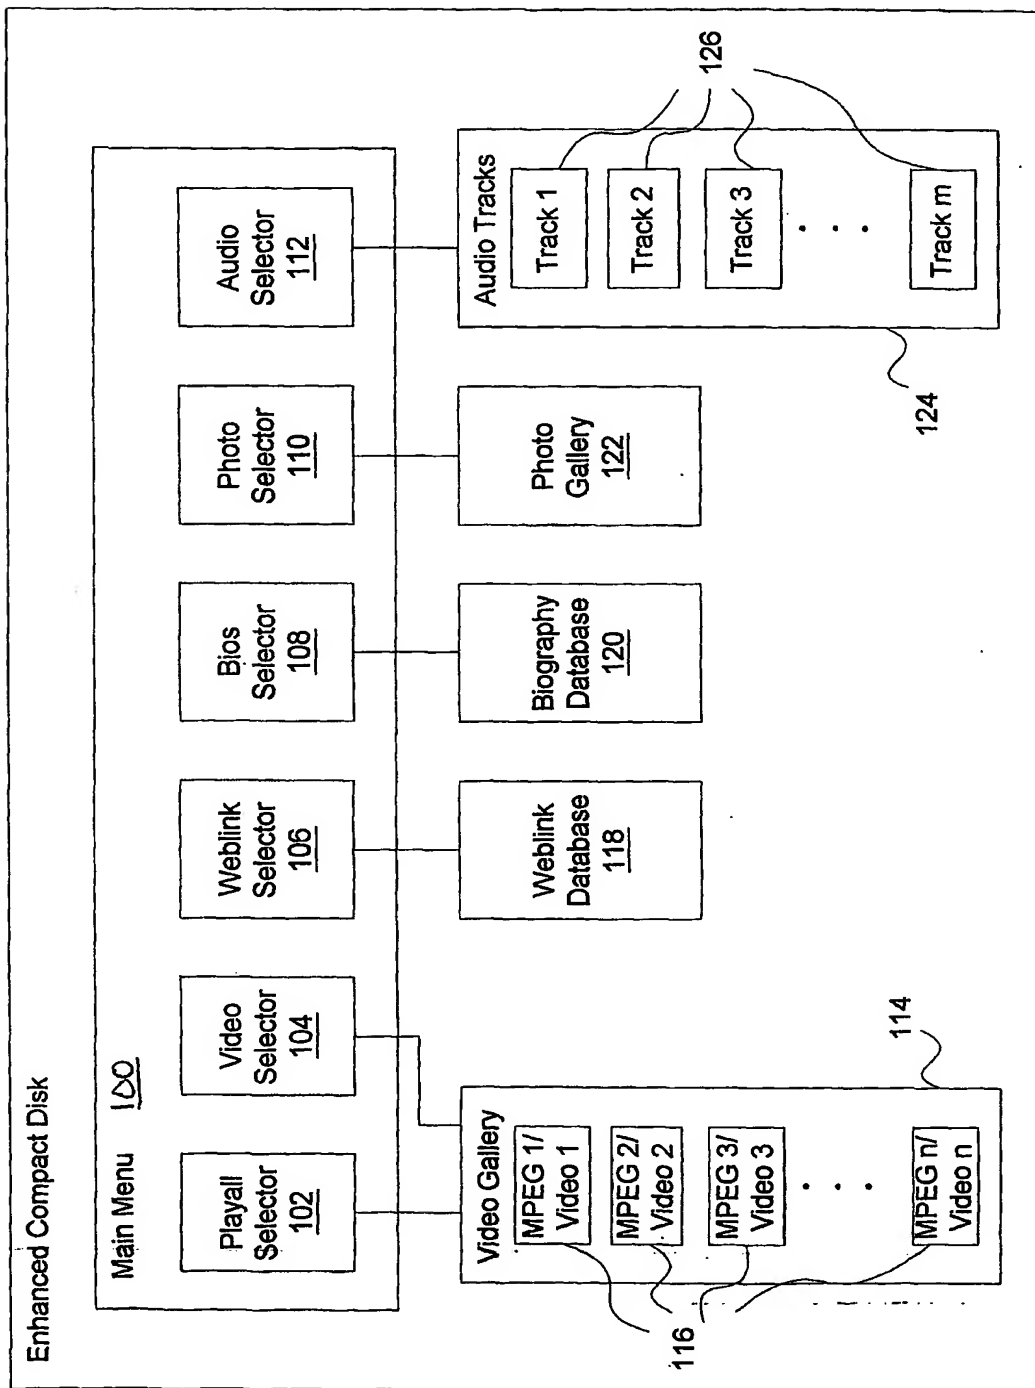 Enhanced Compact Disk
Main Menu 100
Playall
Selector
102
Video
Selector
104
Weblink
Selector
106
Bios
Selector
108
Photo
Selector
110
Audio
Selector
112
Video Gallery
MPEG 1/
Video 1
MPEG 2/
Video 2
MPEG 3/
Video 3
MPEG n/
Video n
116
114
Weblink
Database
118
Biography
Database
120
Photo
Gallery
122
Audio Tracks
Track 1
Track 2
Track 3
Track m
124
126